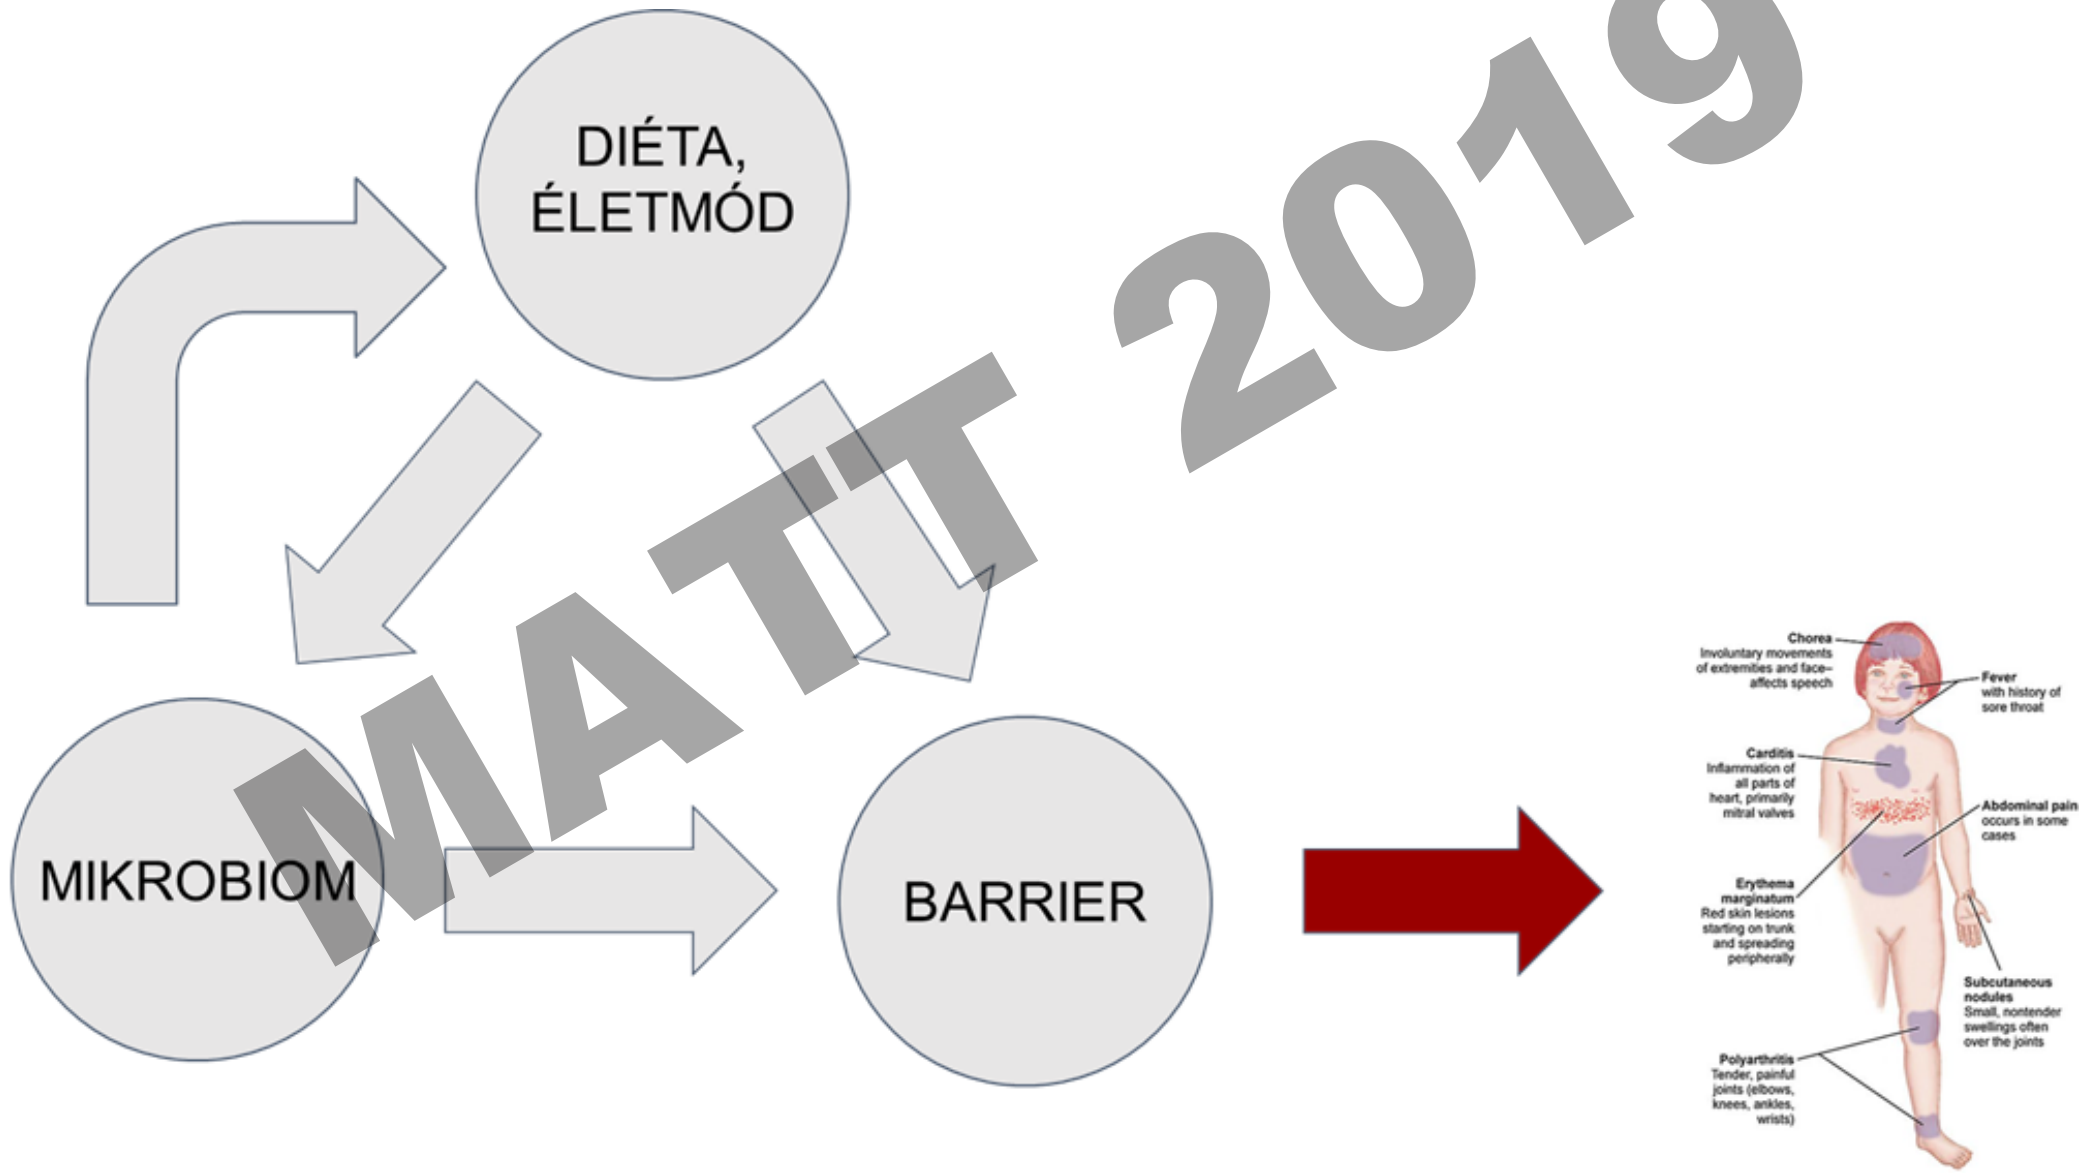 DIÉTA,
ÉLETMÓD
MATT 2019
MIKROBIOM
BARRIER
Chorea
Involuntary movements
of extremities and face–
affects speech
Fever
with history of
sore throat
Carditis
Inflammation of
all parts of
heart, primarily
mitral valves
Abdominal pain
occurs in some
cases
Erythema
marginatum
Red skin lesions
starting on trunk
and spreading
peripherally
Subcutaneous
nodules
Small, nontender
swellings often
over the joints
Polyarthritis
Tender, painful
joints (elbows,
knees, ankles,
wrists)